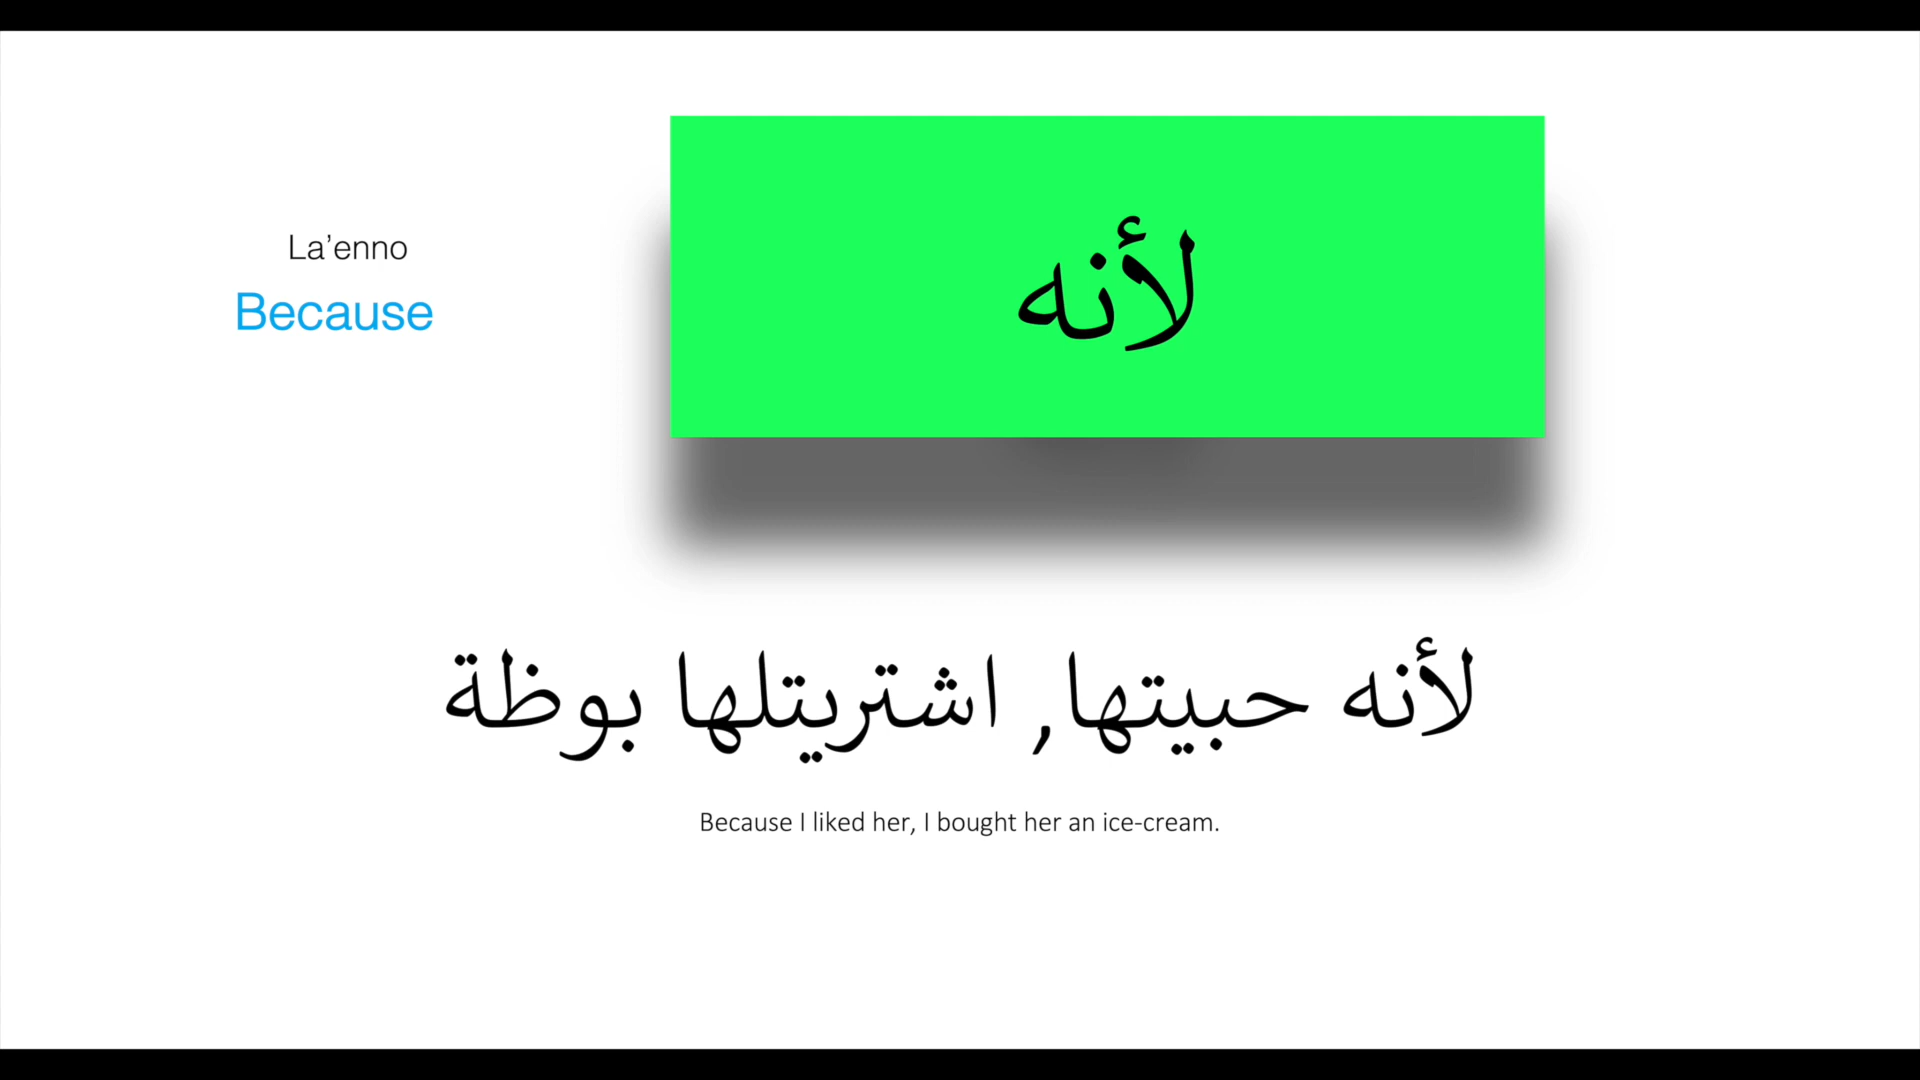 La’enno
Because
لأنه
لأنه حبيتها, اشتريتلها بوظة
Because I liked her, I bought her an ice-cream.